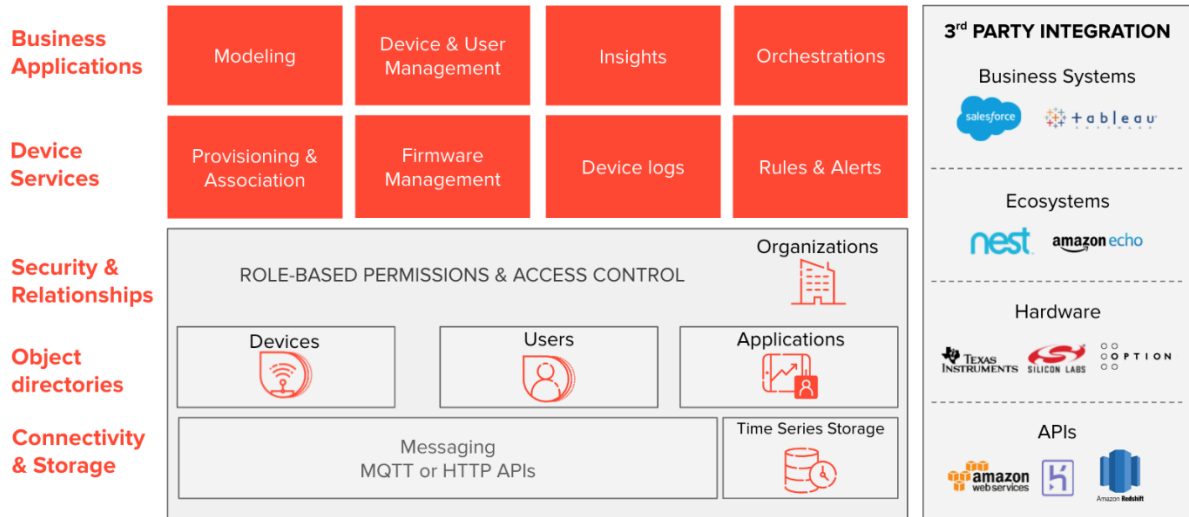 Business
Applications
Modeling
Device & User
Management
Insights
Orchestrations
Device
Services
Provisioning &
Association
Firmware
Management
Device logs
Rules & Alerts
Security &
Relationships
ROLE-BASED PERMISSIONS & ACCESS CONTROL
Organizations
Object
directories
Devices
Users
Applications
Connectivity
& Storage
Messaging
MQTT or HTTP APIs
Time Series Storage
3rd PARTY INTEGRATION
Business Systems
salesforce
+ableau
SOFTWARE
Ecosystems
nest
amazon echo
Hardware
TEXAS
INSTRUMENTS
SILICON LABS
OPTION
APIs
amazon
webservices
Amazon Redshift